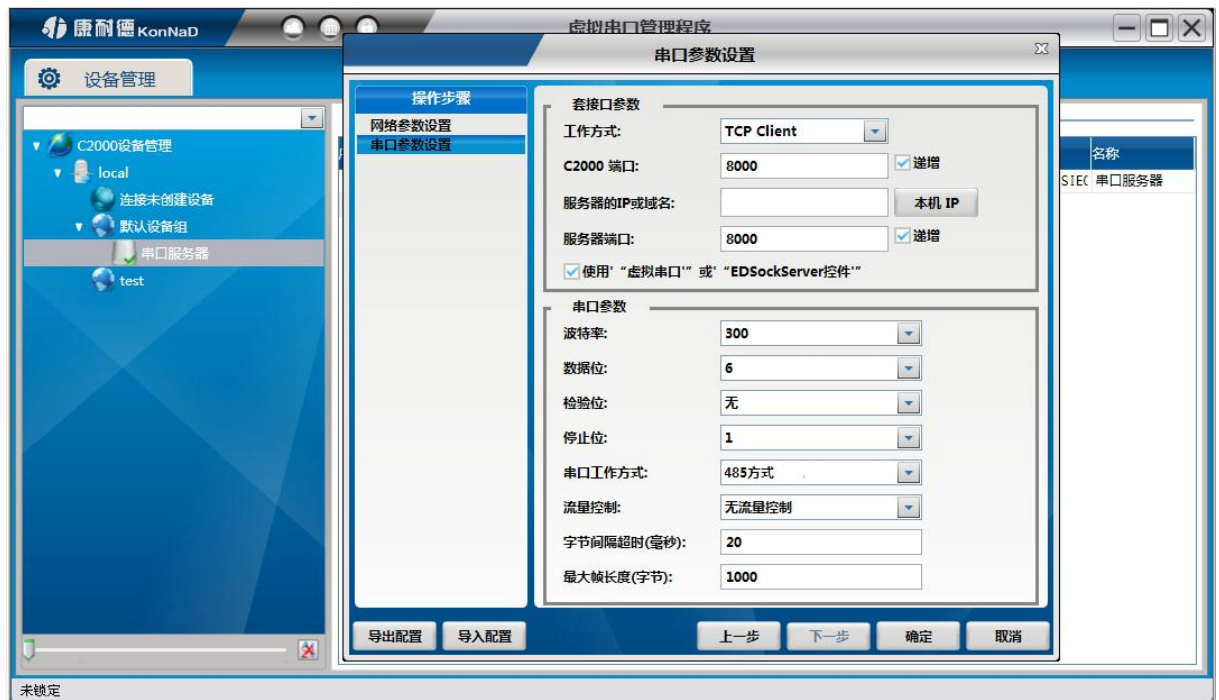 康耐德 KonNaD
虚拟串口管理程序
设备管理
C2000设备管理
local
连接未创建设备
默认设备组
串口服务器
test
名称
SIEC 串口服务器
串口参数设置
操作步骤
网络参数设置
串口参数设置
套接口参数
工作方式: TCP Client
C2000 端口: 8000 递增
服务器的IP或域名: 本机 IP
服务器端口: 8000 递增
使用' “虚拟串口'” 或' “EDSockServer控件'”
串口参数
波特率: 300
数据位: 6
检验位: 无
停止位: 1
串口工作方式: 485方式
流量控制: 无流量控制
字节间隔超时(毫秒): 20
最大帧长度(字节): 1000
导出配置 导入配置 上一步 下一步 确定 取消
未锁定